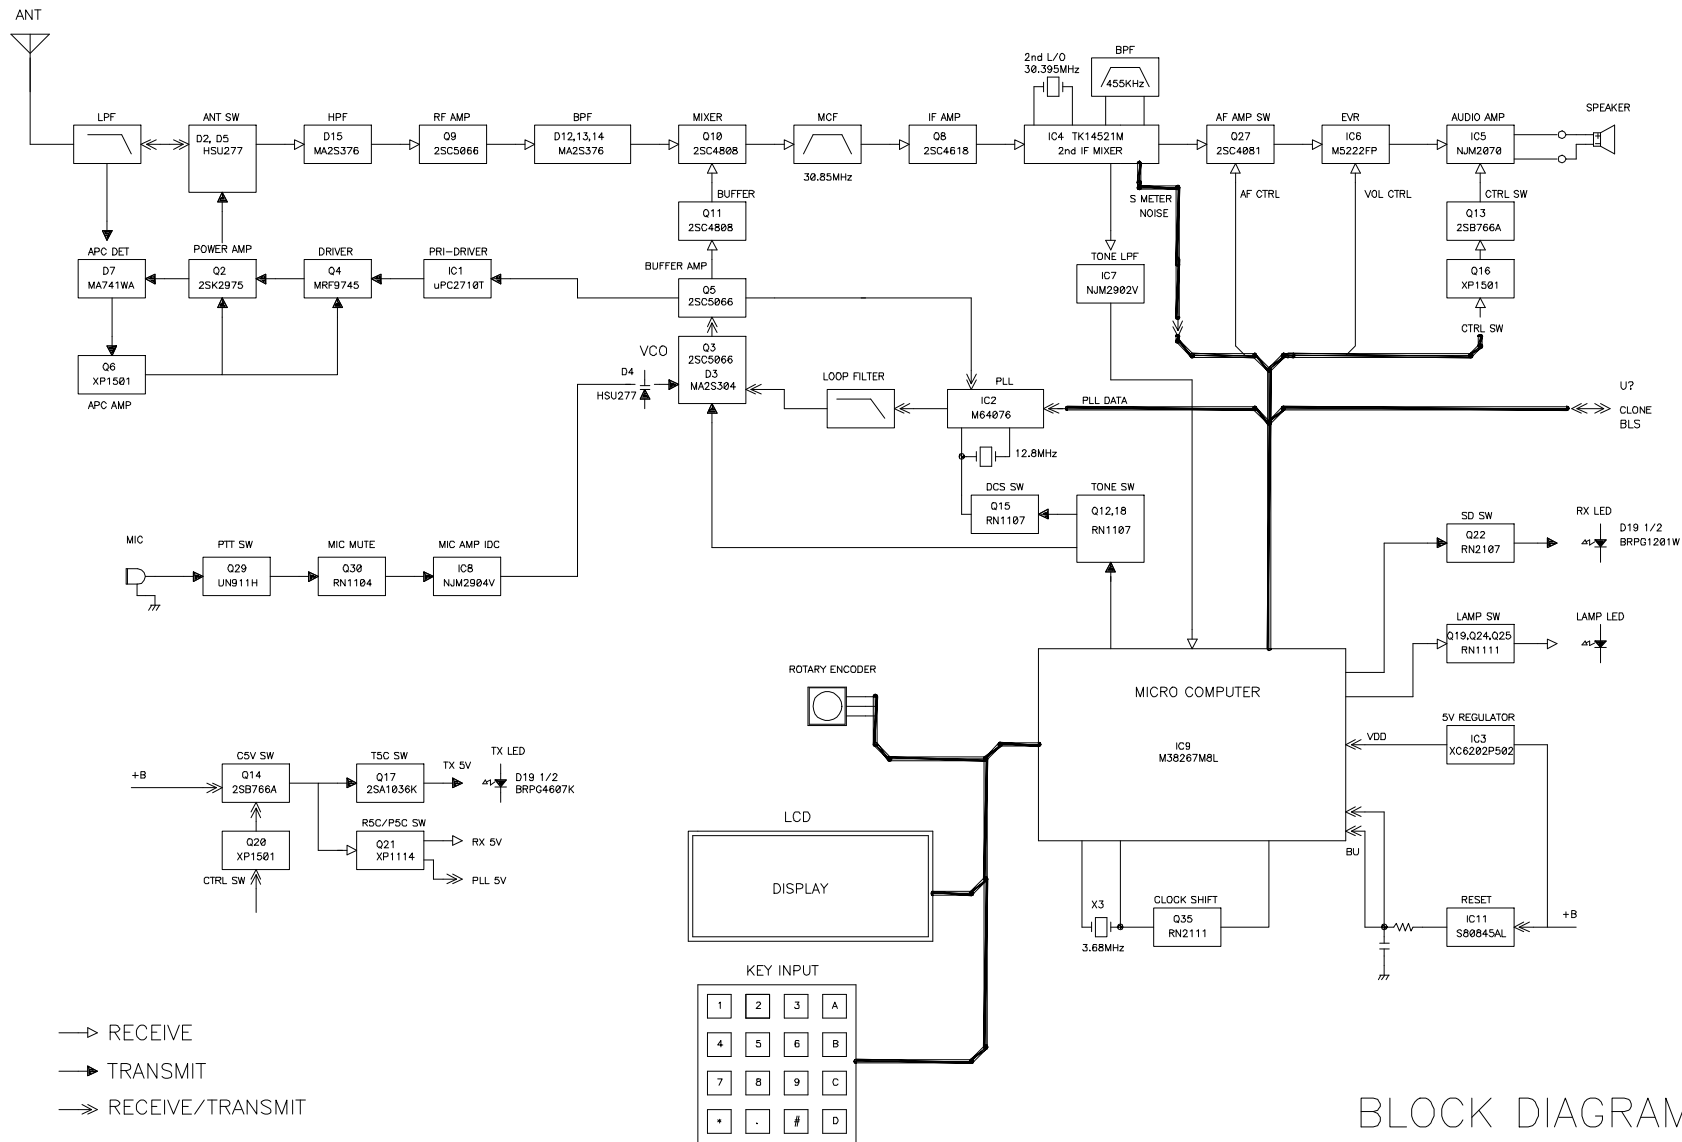 ANT
LPF
ANT SW
D2, D5
HSU277
HPF
D15
MA2S376
RF AMP
Q9
2SC5066
BPF
D12,13,14
MA2S376
MIXER
Q10
2SC4808
MCF
30.85MHz
IF AMP
Q8
2SC4618
2nd L/O
30.395MHz
BPF
455KHz
IC4 TK14521M
2nd IF MIXER
AF AMP SW
Q27
2SC4081
EVR
IC6
M5222FP
AUDIO AMP
IC5
NJM2070
SPEAKER
BUFFER
Q11
2SC4808
S METER
NOISE
AF CTRL
VOL CTRL
CTRL SW
Q13
2SB766A
Q16
XP1501
CTRL SW
APC DET
D7
MA741WA
POWER AMP
Q2
2SK2975
DRIVER
Q4
MRF9745
PRI-DRIVER
IC1
uPC2710T
BUFFER AMP
Q5
2SC5066
TONE LPF
IC7
NJM2902V
Q6
XP1501
APC AMP
VCO
Q3
2SC5066
D3
MA2S304
D4
HSU277
LOOP FILTER
PLL
IC2
M64076
PLL DATA
U?
CLONE
BLS
12.8MHz
DCS SW
Q15
RN1107
TONE SW
Q12,18
RN1107
MIC
PTT SW
Q29
UN911H
MIC MUTE
Q30
RN1104
MIC AMP IDC
IC8
NJM2904V
SD SW
Q22
RN2107
RX LED
D19 1/2
BRPG1201W
LAMP SW
Q19,Q24,Q25
RN1111
LAMP LED
ROTARY ENCODER
MICRO COMPUTER
IC9
M38267M8L
5V REGULATOR
IC3
XC6202P502
VDD
+B
C5V SW
Q14
2SB766A
T5C SW
Q17
2SA1036K
TX 5V
TX LED
D19 1/2
BRPG4607K
Q20
XP1501
CTRL SW
R5C/P5C SW
Q21
XP1114
RX 5V
PLL 5V
LCD
DISPLAY
BU
X3
3.68MHz
CLOCK SHIFT
Q35
RN2111
RESET
IC11
S80845AL
+B
KEY INPUT
1 2 3 A
4 5 6 B
7 8 9 C
* . # D
RECEIVE
TRANSMIT
RECEIVE/TRANSMIT
BLOCK DIAGRAM